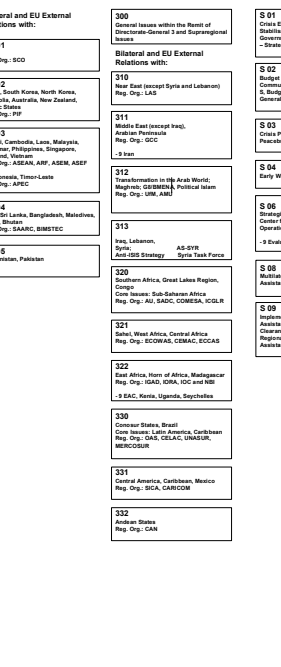 eral and EU External
tions with:
1
Org.: SCO
2
, South Korea, North Korea,
olia, Australia, New Zealand,
c States
Org.: PIF
3
i, Cambodia, Laos, Malaysia,
mar, Philippines, Singapore,
nd, Vietnam
Org.: ASEAN, ARF, ASEM, ASEF
onesia, Timor-Leste
Org.: APEC
4
Sri Lanka, Bangladesh, Maledives,
, Bhutan
Org.: SAARC, BIMSTEC
5
nistan, Pakistan
300
General Issues within the Remit of
Directorate-General 3 and Supraregional
Issues
Bilateral and EU External
Relations with:
310
Near East (except Syria and Lebanon)
Reg. Org.: LAS
311
Middle East (except Iraq),
Arabian Peninsula
Reg. Org.: GCC
- 9 Iran
312
Transformation in the Arab World;
Maghreb; G8/BMENA, Political Islam
Reg. Org.: UfM, AMU
313
Iraq, Lebanon,
Syria; AS-SYR
Anti-ISIS Strategy Syria Task Force
320
Southern Africa, Great Lakes Region,
Congo
Core Issues: Sub-Saharan Africa
Reg. Org.: AU, SADC, COMESA, ICGLR
321
Sahel, West Africa, Central Africa
Reg. Org.: ECOWAS, CEMAC, ECCAS
322
East Africa, Horn of Africa, Madagascar
Reg. Org.: IGAD, IORA, IOC and NBI
- 9 EAC, Kenia, Uganda, Seychelles
330
Conosur States, Brazil
Core Issues: Latin America, Caribbean
Reg. Org.: OAS, CELAC, UNASUR,
MERCOSUR
331
Central America, Caribbean, Mexico
Reg. Org.: SICA, CARICOM
332
Andean States
Reg. Org.: CAN
S 01
Crisis E
Stabilis
Govern
– Strate
S 02
Budget
Commu
S, Budg
General
S 03
Crisis P
Peaceb
S 04
Early W
S 06
Strategi
Center f
Operati
- 9 Evalu
S 08
Multilat
Assista
S 09
Impleme
Assista
Clearan
Regiona
Assista